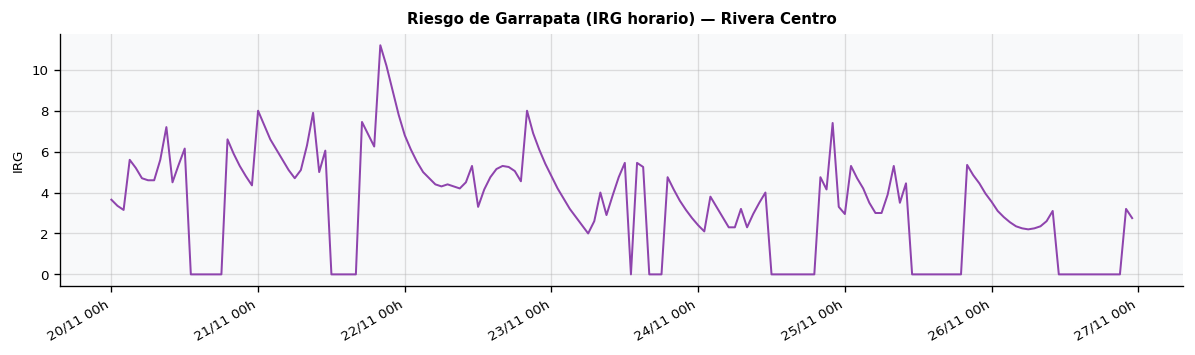 Riesgo de Garrapata (IRG horario) — Rivera Centro
IRG
10
8
6
4
2
0
20/11 00h
21/11 00h
22/11 00h
23/11 00h
24/11 00h
25/11 00h
26/11 00h
27/11 00h